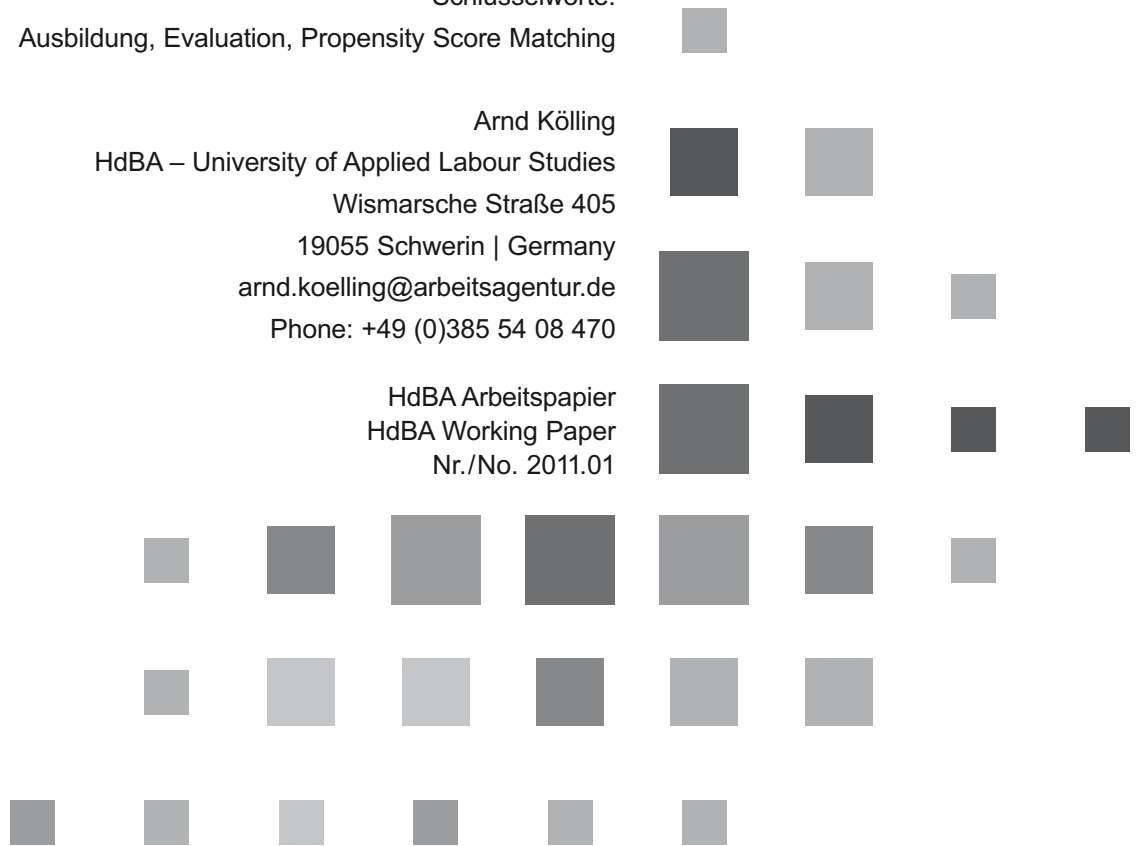 Schlüsselworte:
Ausbildung, Evaluation, Propensity Score Matching
Arnd Kölling
HdBA – University of Applied Labour Studies
Wismarsche Straße 405
19055 Schwerin | Germany
arnd.koelling@arbeitsagentur.de
Phone: +49 (0)385 54 08 470
HdBA Arbeitspapier
HdBA Working Paper
Nr./No. 2011.01